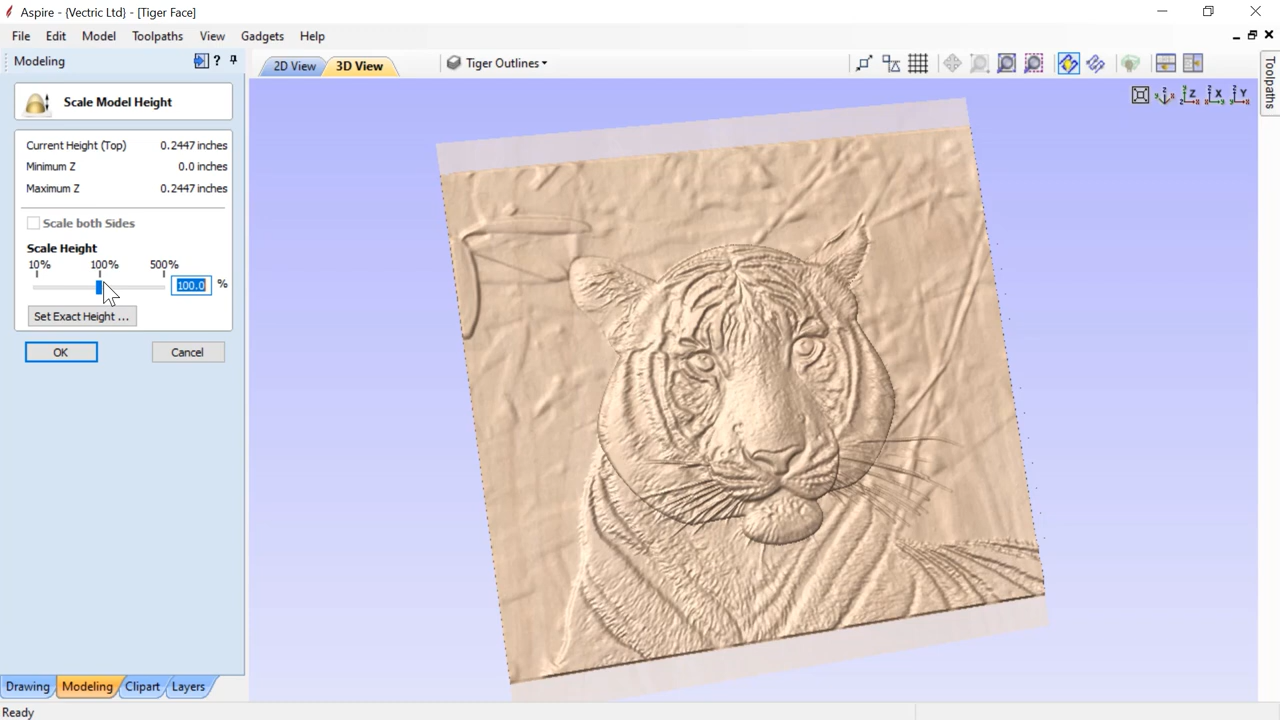 Aspire - {Vectric Ltd} - [Tiger Face]
File Edit Model Toolpaths View Gadgets Help
Modeling
2D View 3D View Tiger Outlines
Scale Model Height
Current Height (Top) 0.2447 inches
Minimum Z 0.0 inches
Maximum Z 0.2447 inches
Scale both Sides
Scale Height
10% 100% 500%
100.0 %
Set Exact Height ...
OK Cancel
Toolpaths
Drawing Modeling Clipart Layers
Ready